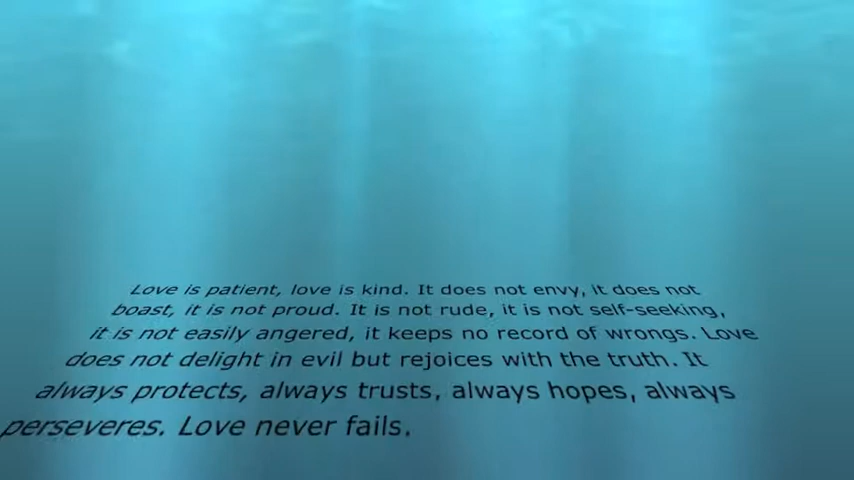 Love is patient, love is kind. It does not envy, it does not
boast, it is not proud. It is not rude, it is not self-seeking,
it is not easily angered, it keeps no record of wrongs. Love
does not delight in evil but rejoices with the truth. It
always protects, always trusts, always hopes, always
perseveres. Love never fails.